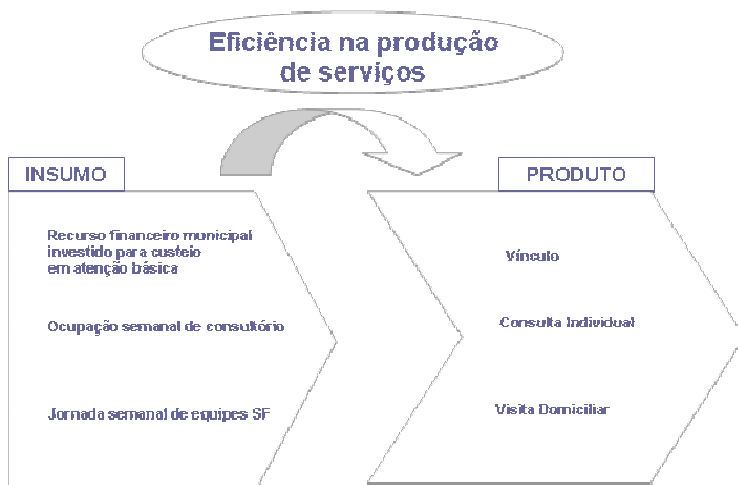 Eficiência na produção
de serviços
INSUMO
Recurso financeiro municipal
investido para custeio
em atenção básica
Ocupação semanal de consultório
Jornada semanal de equipes SF
PRODUTO
Vínculo
Consulta Individual
Visita Domiciliar